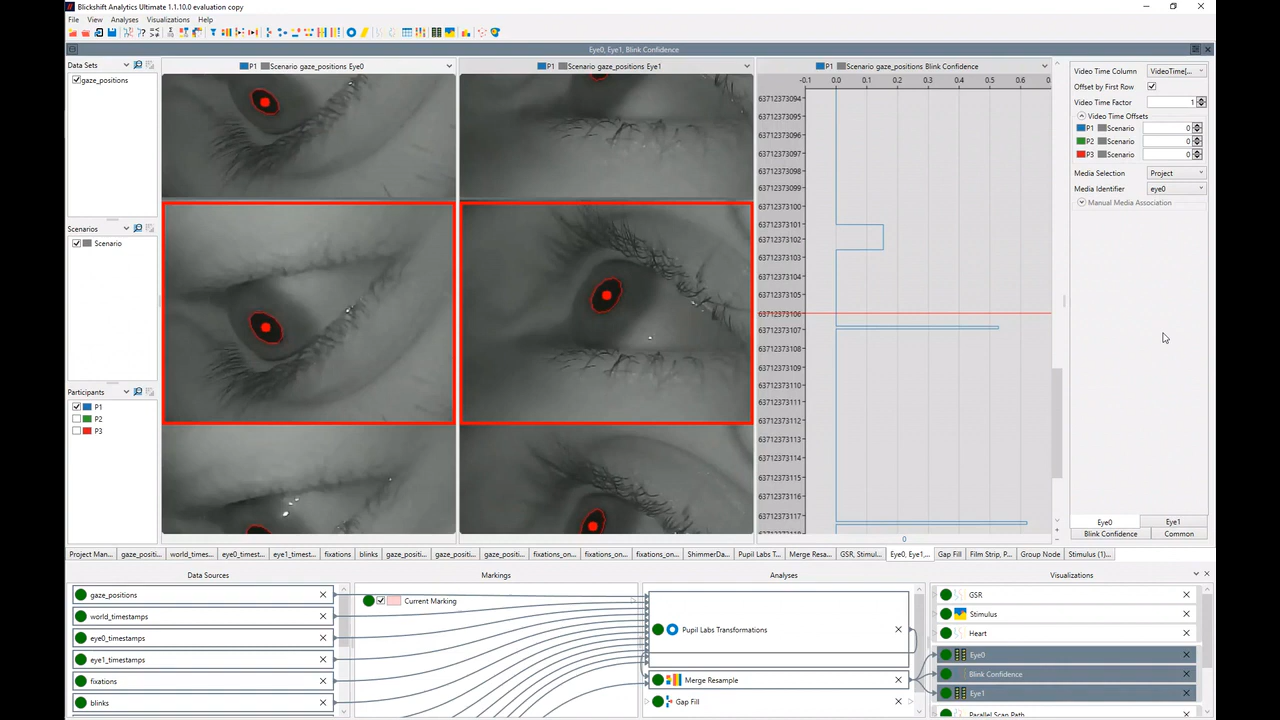 Blickshift Analytics Ultimate 1.1.10.0 evaluation copy
File View Analyses Visualizations Help
Eye0, Eye1, Blink Confidence
Data Sets
gaze_positions
Scenarios
Scenario
Participants
P1
P2
P3
P1 Scenario gaze_positions Eye0
P1 Scenario gaze_positions Eye1
P1 Scenario gaze_positions Blink Confidence
-0.1 0 0.1 0.2 0.3 0.4 0.5 0.6 0.
63712373094
63712373095
63712373096
63712373097
63712373098
63712373099
63712373100
63712373101
63712373102
63712373103
63712373104
63712373105
63712373106
63712373107
63712373108
63712373109
63712373110
63712373111
63712373112
63712373113
63712373114
63712373115
63712373116
63712373117
0
Video Time Column VideoTime[...
Offset by First Row
Video Time Factor 1
Video Time Offsets
P1 Scenario 0
P2 Scenario 0
P3 Scenario 0
Media Selection Project
Media Identifier eye0
Manual Media Association
Eye0 Eye1
Blink Confidence Common
Project Man... gaze_positi... world_times... eye0_timest... eye1_timest... fixations blinks gaze_positi... gaze_positi... gaze_positi... fixations_on... fixations_on... fixations_on... ShimmerDa... Pupil Labs T... Merge Resa... GSR, Stimul... Eye0, Eye1,... Gap Fill Film Strip, P... Group Node Stimulus (1)...
Data Sources
gaze_positions
world_timestamps
eye0_timestamps
eye1_timestamps
fixations
blinks
Markings
Current Marking
Analyses
Pupil Labs Transformations
Merge Resample
Gap Fill
Visualizations
GSR
Stimulus
Heart
Eye0
Blink Confidence
Eye1
Parallel Scan Path